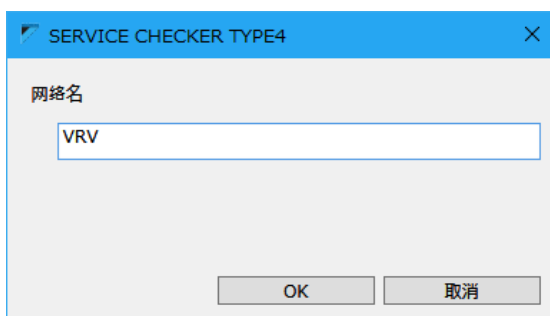 SERVICE CHECKER TYPE4
网络名
VRV
OK 取消